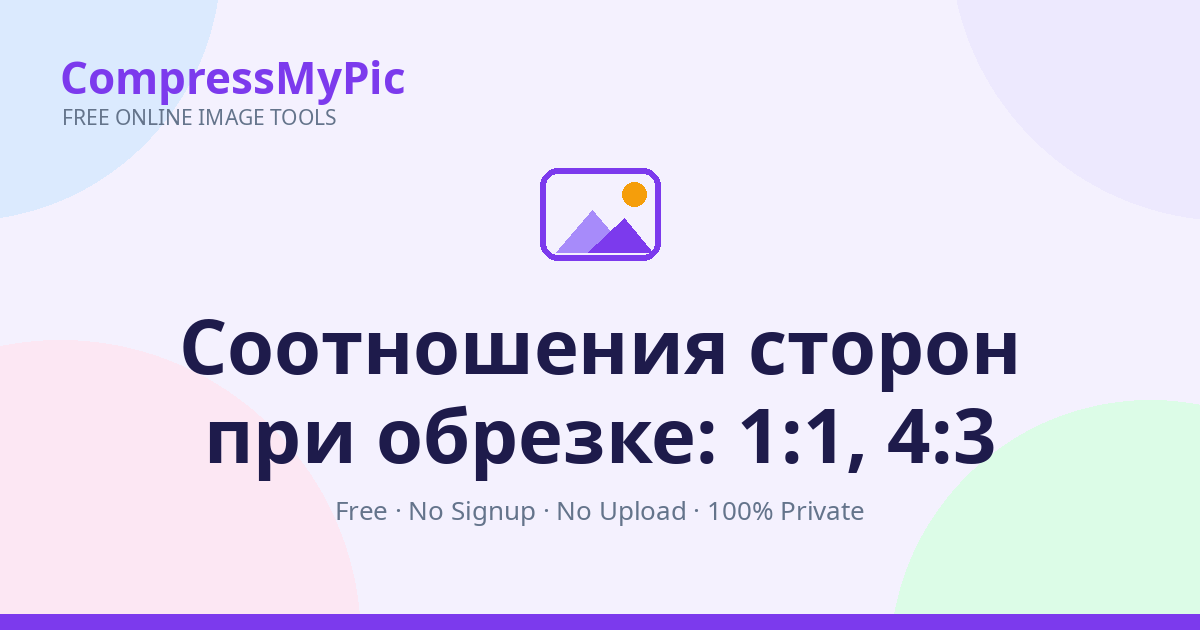 CompressMyPic
FREE ONLINE IMAGE TOOLS
Соотношения сторон
при обрезке: 1:1, 4:3
Free · No Signup · No Upload · 100% Private